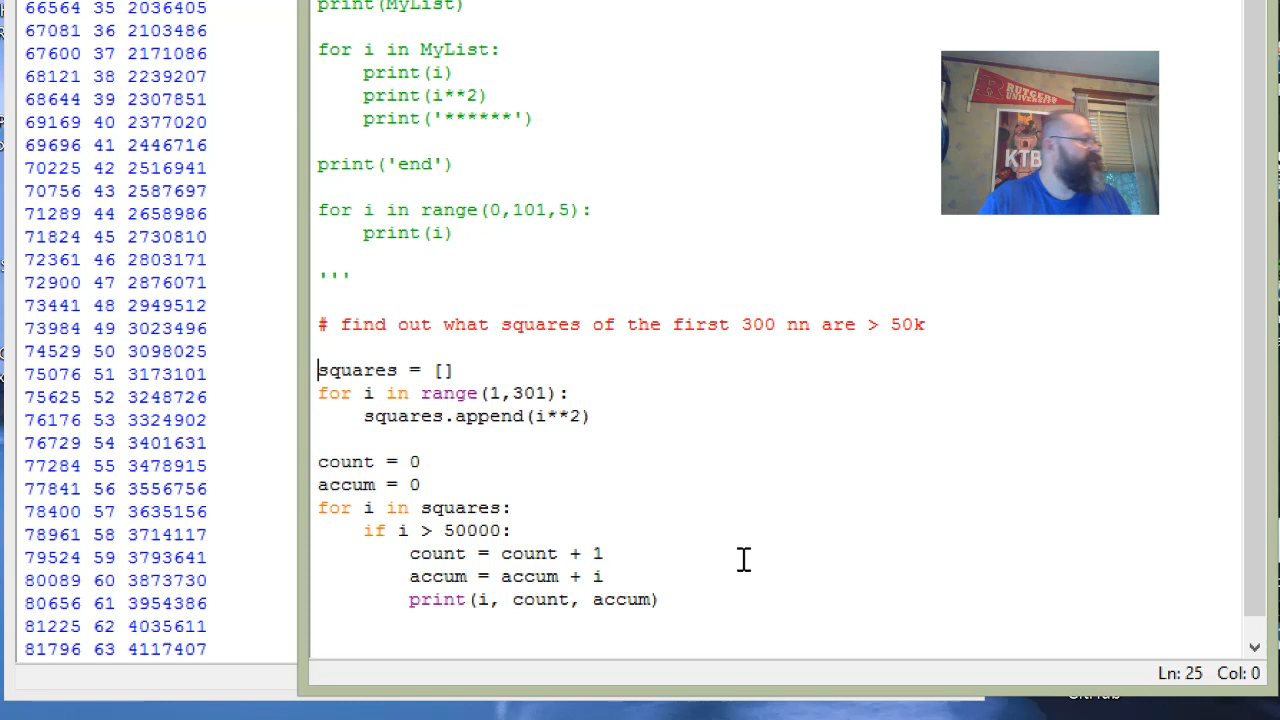 66564 35 2036405
67081 36 2103486
67600 37 2171086
68121 38 2239207
68644 39 2307851
69169 40 2377020
69696 41 2446716
70225 42 2516941
70756 43 2587697
71289 44 2658986
71824 45 2730810
72361 46 2803171
72900 47 2876071
73441 48 2949512
73984 49 3023496
74529 50 3098025
75076 51 3173101
75625 52 3248726
76176 53 3324902
76729 54 3401631
77284 55 3478915
77841 56 3556756
78400 57 3635156
78961 58 3714117
79524 59 3793641
80089 60 3873730
80656 61 3954386
81225 62 4035611
81796 63 4117407
print(MyList)
for i in MyList:
    print(i)
    print(i**2)
    print('******')
print('end')
for i in range(0,101,5):
    print(i)
'''
# find out what squares of the first 300 nn are > 50k
squares = []
for i in range(1,301):
    squares.append(i**2)
count = 0
accum = 0
for i in squares:
    if i > 50000:
        count = count + 1
        accum = accum + i
        print(i, count, accum)
R RUTGERS
UNIVERSITY
KTB
Ln: 25 Col: 0